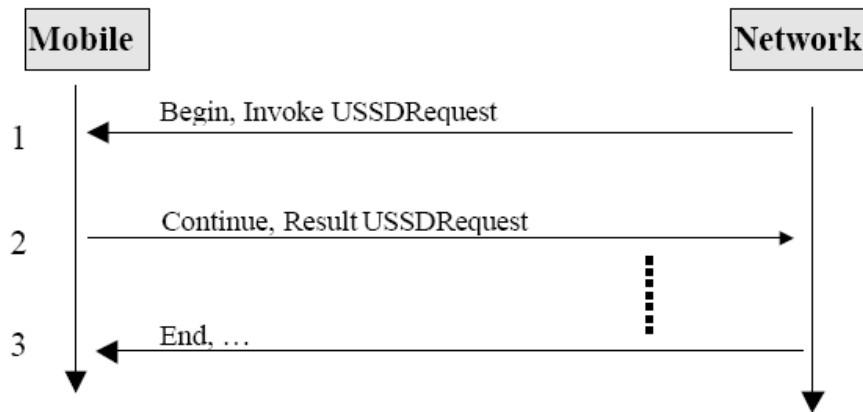 Mobile
Network
1
Begin, Invoke USSDRequest
2
Continue, Result USSDRequest
3
End, …